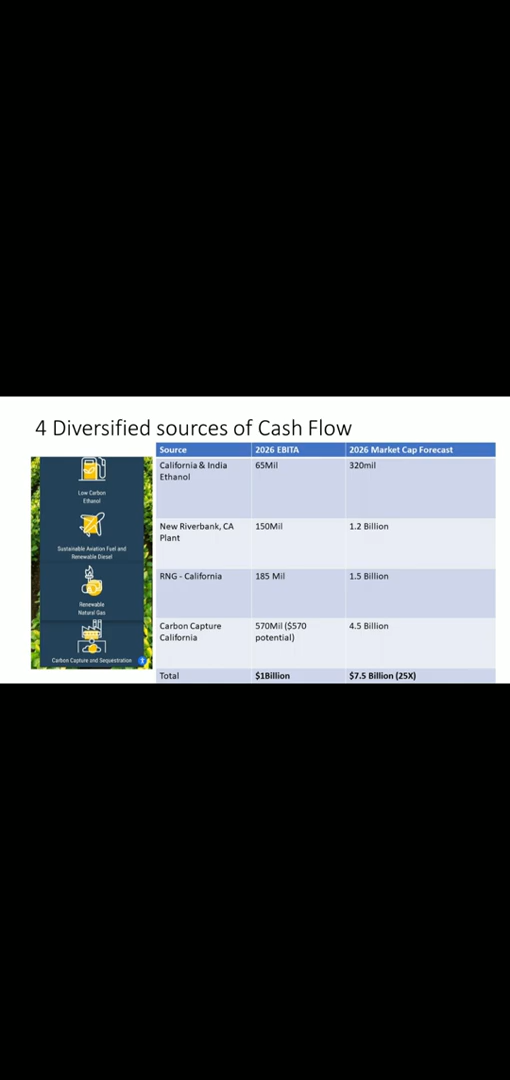 4 Diversified sources of Cash Flow
Source 2026 EBITA 2026 Market Cap Forecast
California & India 65Mil 320mil
Ethanol
New Riverbank, CA 150Mil 1.2 Billion
Plant
RNG - California 185 Mil 1.5 Billion
Carbon Capture 570Mil ($570 4.5 Billion
California potential)
Total $1Billion $7.5 Billion (25X)
Low Carbon
Ethanol
Sustainable Aviation Fuel and
Renewable Diesel
Renewable
Natural Gas
Carbon Capture and Sequestration